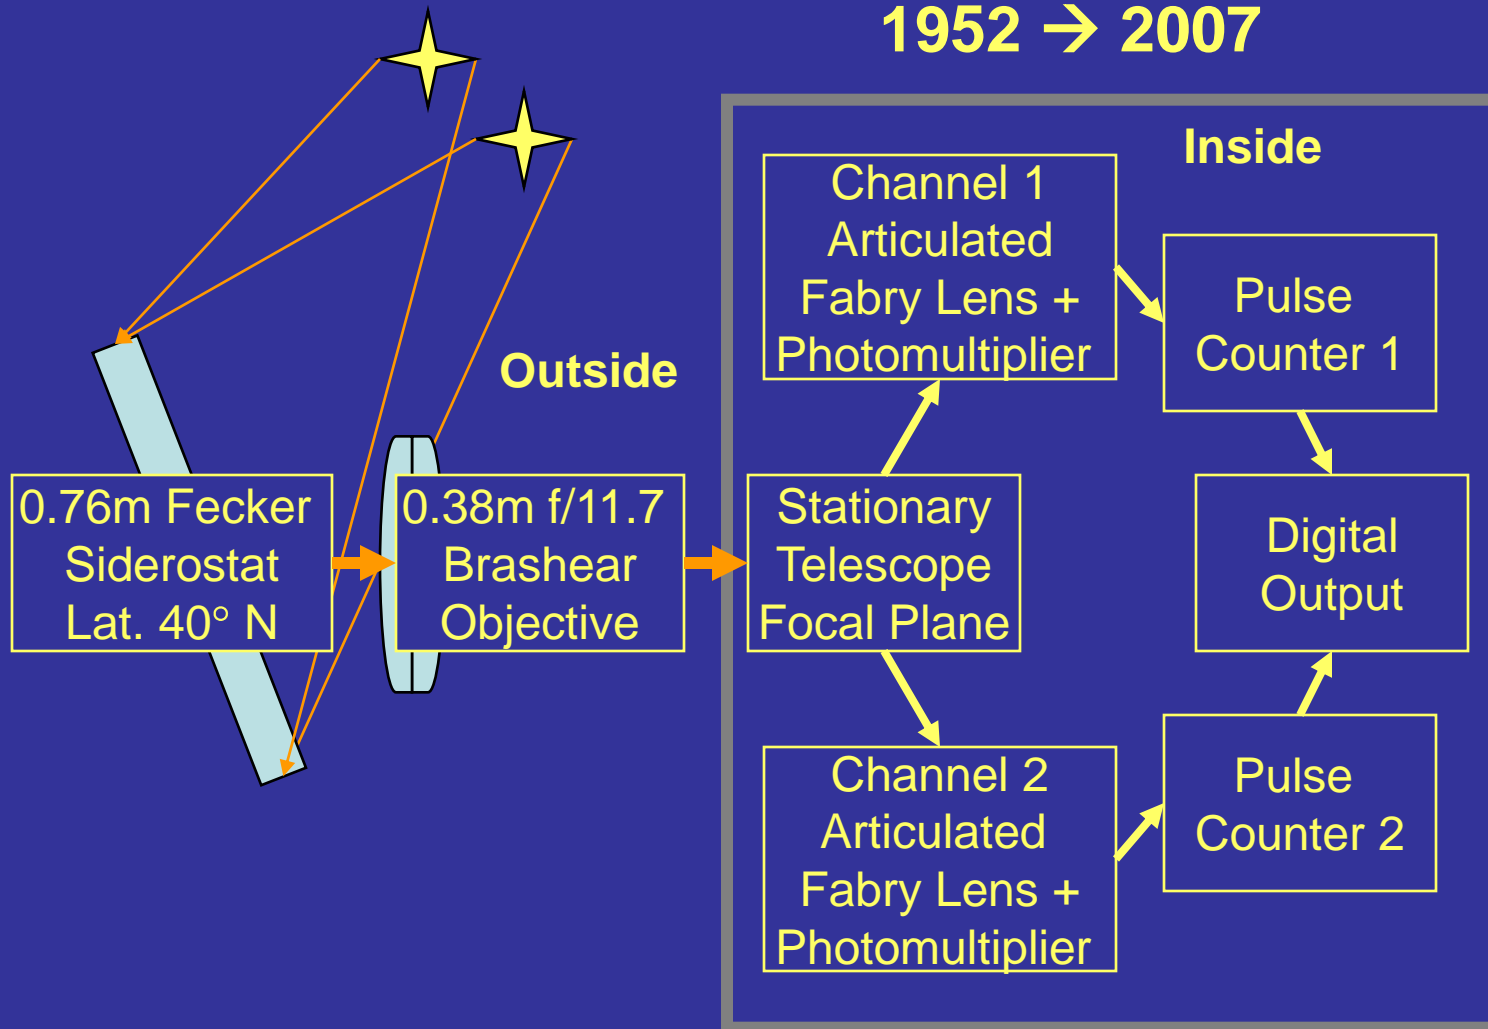 1952 → 2007
Outside
Inside
0.76m Fecker
Siderostat
Lat. 40° N
0.38m f/11.7
Brashear
Objective
Stationary
Telescope
Focal Plane
Channel 1
Articulated
Fabry Lens +
Photomultiplier
Pulse
Counter 1
Digital
Output
Channel 2
Articulated
Fabry Lens +
Photomultiplier
Pulse
Counter 2